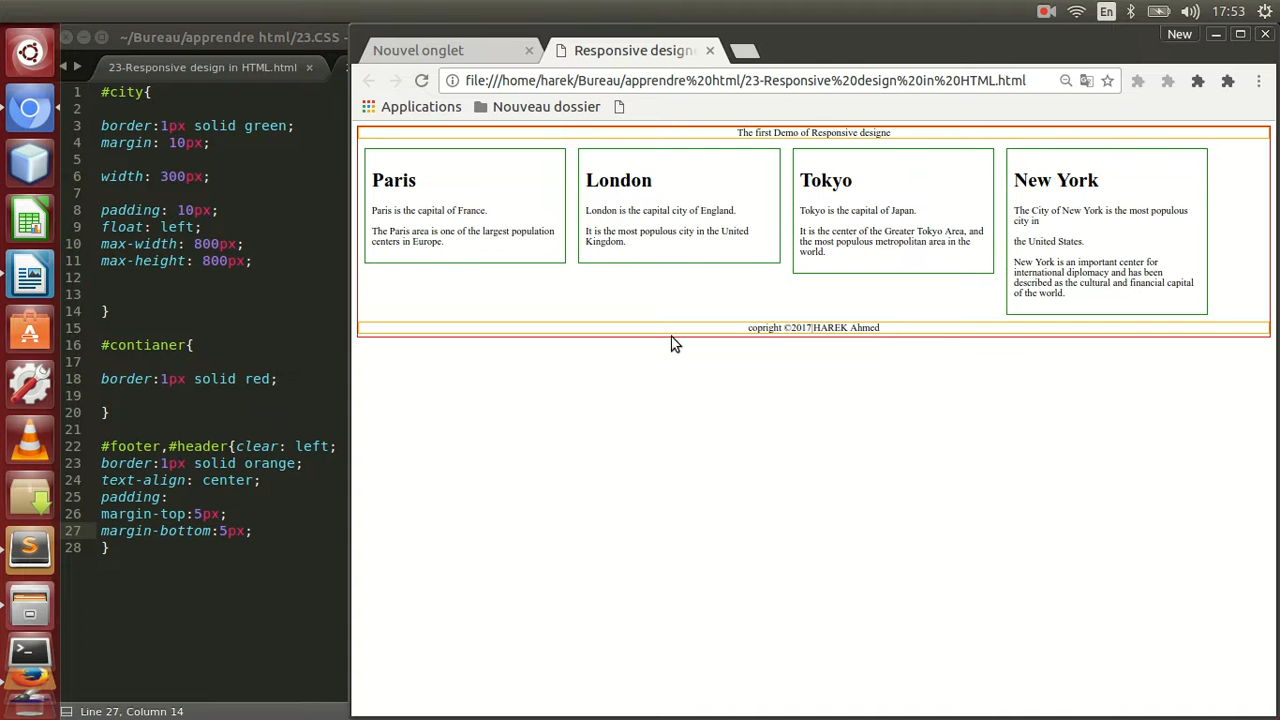 En
17:53
~/Bureau/apprendre html/23.CSS -
New
23-Responsive design in HTML.html ×
Nouvel onglet
Responsive designe
file:///home/harek/Bureau/apprendre%20html/23-Responsive%20design%20in%20HTML.html
Applications
Nouveau dossier
1 #city{
2
3 border:1px solid green;
4 margin: 10px;
5
6 width: 300px;
7
8 padding: 10px;
9 float: left;
10 max-width: 800px;
11 max-height: 800px;
12
13
14 }
15
16 #contianer{
17
18 border:1px solid red;
19
20 }
21
22 #footer,#header{clear: left;
23 border:1px solid orange;
24 text-align: center;
25 padding:
26 margin-top:5px;
27 margin-bottom:5px;
28 }
Line 27, Column 14
The first Demo of Responsive designe
Paris
Paris is the capital of France.
The Paris area is one of the largest population
centers in Europe.
London
London is the capital city of England.
It is the most populous city in the United
Kingdom.
Tokyo
Tokyo is the capital of Japan.
It is the center of the Greater Tokyo Area, and
the most populous metropolitan area in the
world.
New York
The City of New York is the most populous
city in
the United States.
New York is an important center for
international diplomacy and has been
described as the cultural and financial capital
of the world.
copright ©2017|HAREK Ahmed